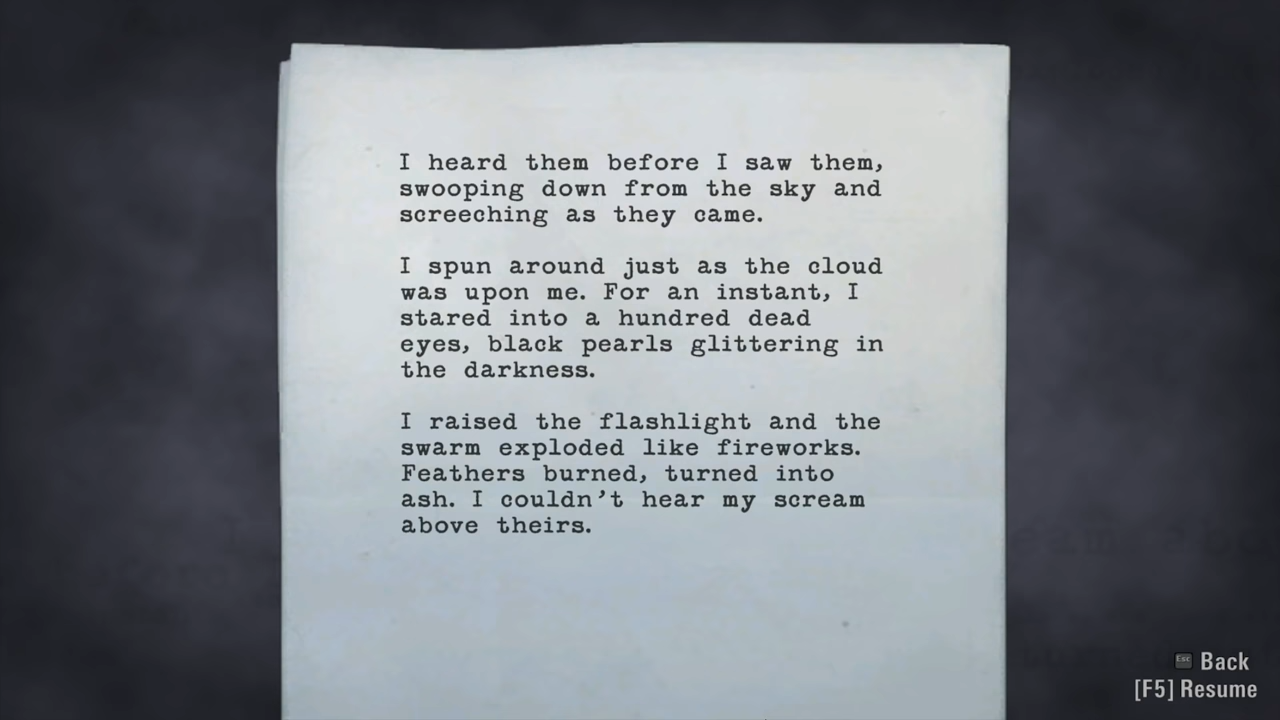 I heard them before I saw them,
swooping down from the sky and
screeching as they came.
I spun around just as the cloud
was upon me. For an instant, I
stared into a hundred dead
eyes, black pearls glittering in
the darkness.
I raised the flashlight and the
swarm exploded like fireworks.
Feathers burned, turned into
ash. I couldn't hear my scream
above theirs.
Esc Back
[F5] Resume